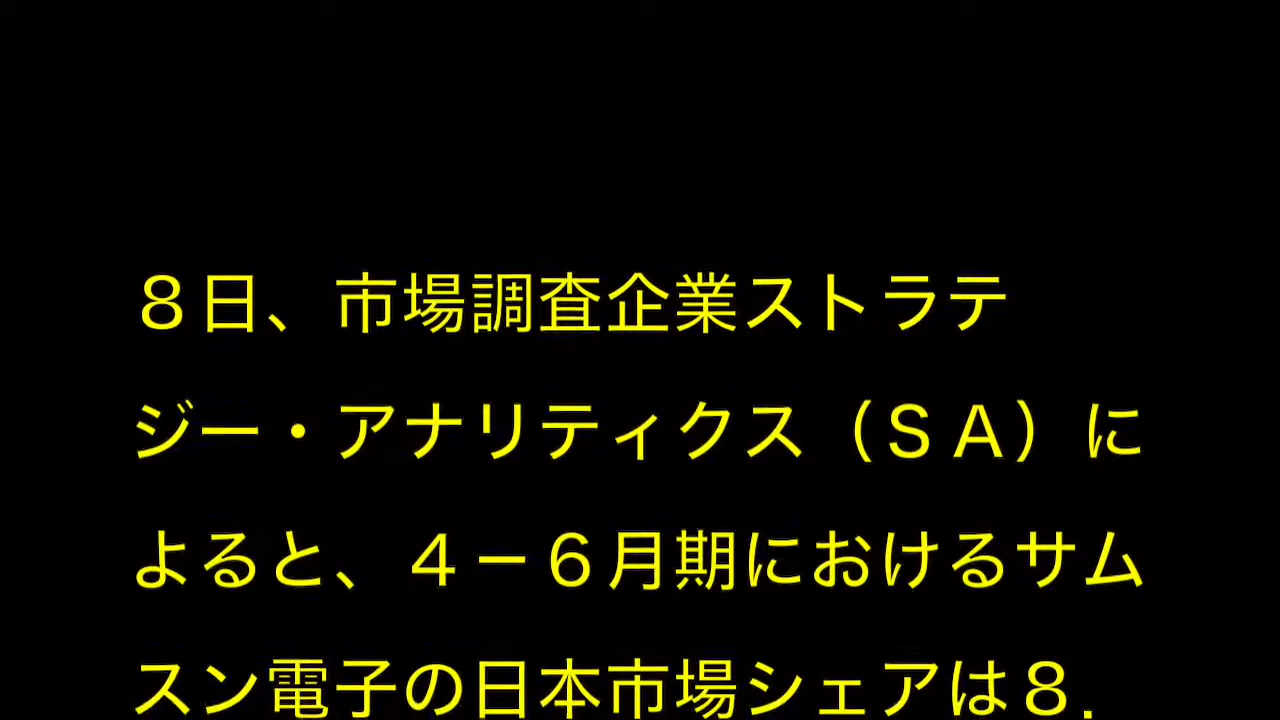 ８日、市場調査企業ストラテ
ジー・アナリティクス（ＳＡ）に
よると、４－６月期におけるサム
スン電子の日本市場シェアは８．